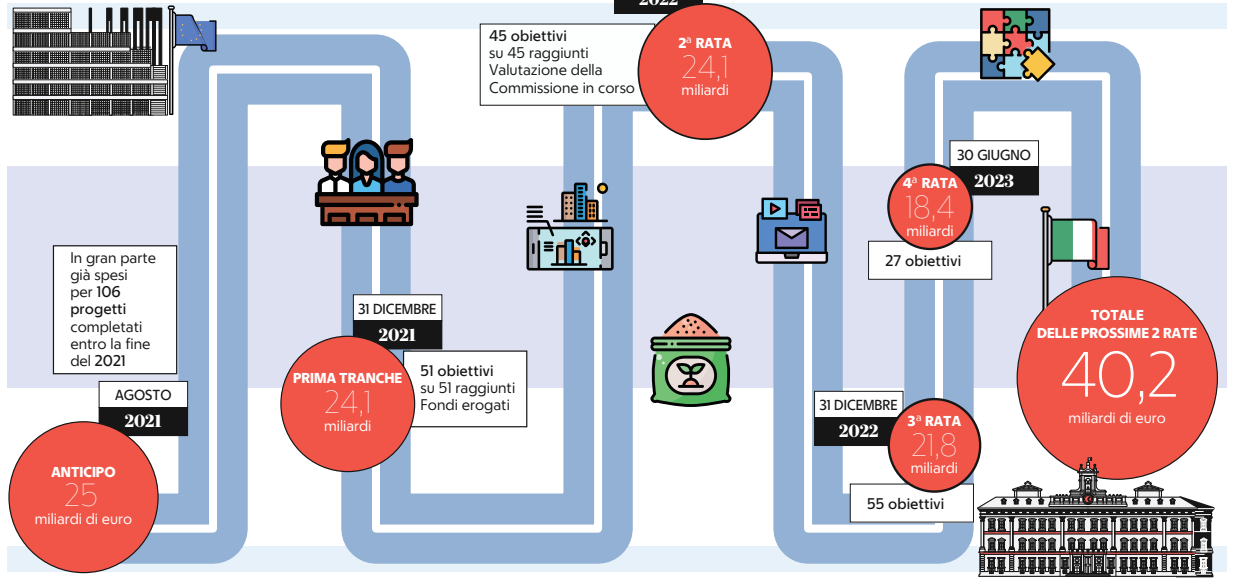 AGOSTO
2021
ANTICIPO
25
miliardi di euro
In gran parte
già spesi
per 106
progetti
completati
entro la fine
del 2021
31 DICEMBRE
2021
PRIMA TRANCHE
24,1
miliardi
51 obiettivi
su 51 raggiunti
Fondi erogati
2022
2ª RATA
24,1
miliardi
45 obiettivi
su 45 raggiunti
Valutazione della
Commissione in corso
31 DICEMBRE
2022
3ª RATA
21,8
miliardi
55 obiettivi
30 GIUGNO
2023
4ª RATA
18,4
miliardi
27 obiettivi
TOTALE
DELLE PROSSIME 2 RATE
40,2
miliardi di euro